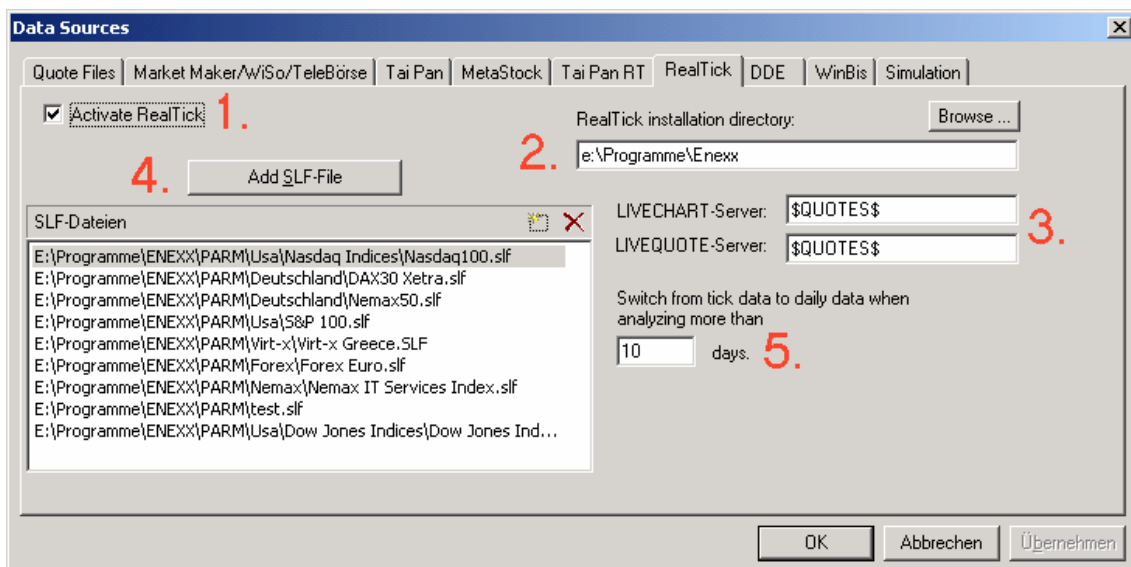 Data Sources
Quote Files Market Maker/WiSo/TeleBörse Tai Pan MetaStock Tai Pan RT RealTick DDE WinBis Simulation
Activate RealTick 1.
RealTick installation directory: Browse ...
2. e:\Programme\Enexx
4. Add SLF-File
SLF-Dateien
E:\Programme\ENEXX\PARM\Usa\Nasdaq Indices\Nasdaq100.slf
E:\Programme\ENEXX\PARM\Deutschland\DAX30 Xetra.slf
E:\Programme\ENEXX\PARM\Deutschland\Nemax50.slf
E:\Programme\ENEXX\PARM\Usa\S&P 100.slf
E:\Programme\ENEXX\PARM\Virt-x\Virt-x Greece.SLF
E:\Programme\ENEXX\PARM\Forex\Forex Euro.slf
E:\Programme\ENEXX\PARM\Nemax\Nemax IT Services Index.slf
E:\Programme\ENEXX\PARM\test.slf
E:\Programme\ENEXX\PARM\Usa\Dow Jones Indices\Dow Jones Ind...
LIVECHART-Server: $QUOTES$
3.
LIVEQUOTE-Server: $QUOTES$
Switch from tick data to daily data when
analyzing more than
10 days. 5.
OK Abbrechen Übernehmen